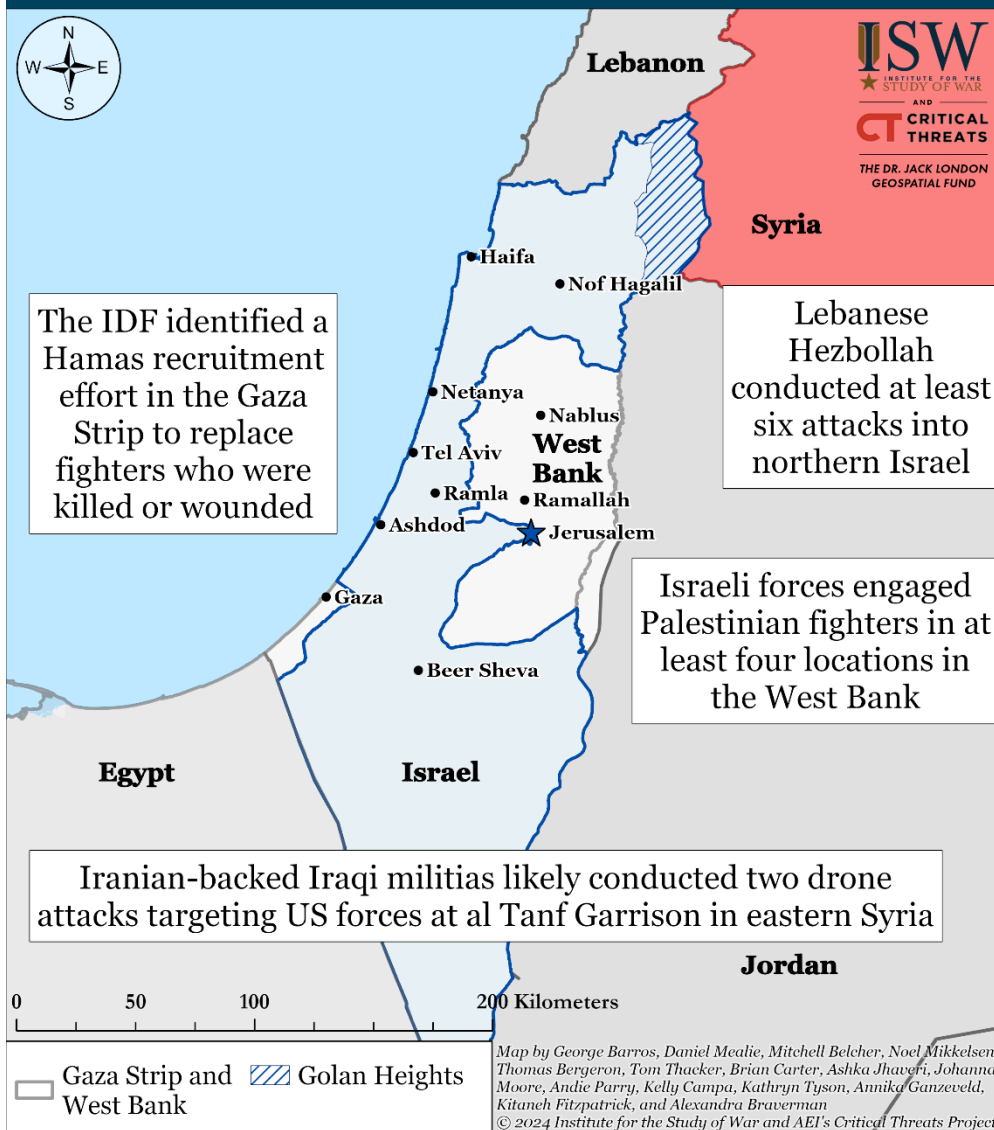 N
W
E
S
Lebanon
ISW
INSTITUTE FOR THE
STUDY OF WAR
AND
CT CRITICAL
THREATS
THE DR. JACK LONDON
GEOSPATIAL FUND
Syria
Haifa
Nof Hagalil
The IDF identified a
Hamas recruitment
effort in the Gaza
Strip to replace
fighters who were
killed or wounded
Lebanese
Hezbollah
conducted at least
six attacks into
northern Israel
Netanya
Nablus
West
Bank
Tel Aviv
Ramla
Ramallah
Ashdod
Jerusalem
Gaza
Israeli forces engaged
Palestinian fighters in at
least four locations in
the West Bank
Beer Sheva
Egypt
Israel
Iranian-backed Iraqi militias likely conducted two drone
attacks targeting US forces at al Tanf Garrison in eastern Syria
Jordan
0 50 100 200 Kilometers
Gaza Strip and
West Bank
Golan Heights
Map by George Barros, Daniel Mealie, Mitchell Belcher, Noel Mikkelsen,
Thomas Bergeron, Tom Thacker, Brian Carter, Ashka Jhaveri, Johanna
Moore, Andie Parry, Kelly Campa, Kathryn Tyson, Annika Ganzeveld,
Kitaneh Fitzpatrick, and Alexandra Braverman
© 2024 Institute for the Study of War and AEI's Critical Threats Project